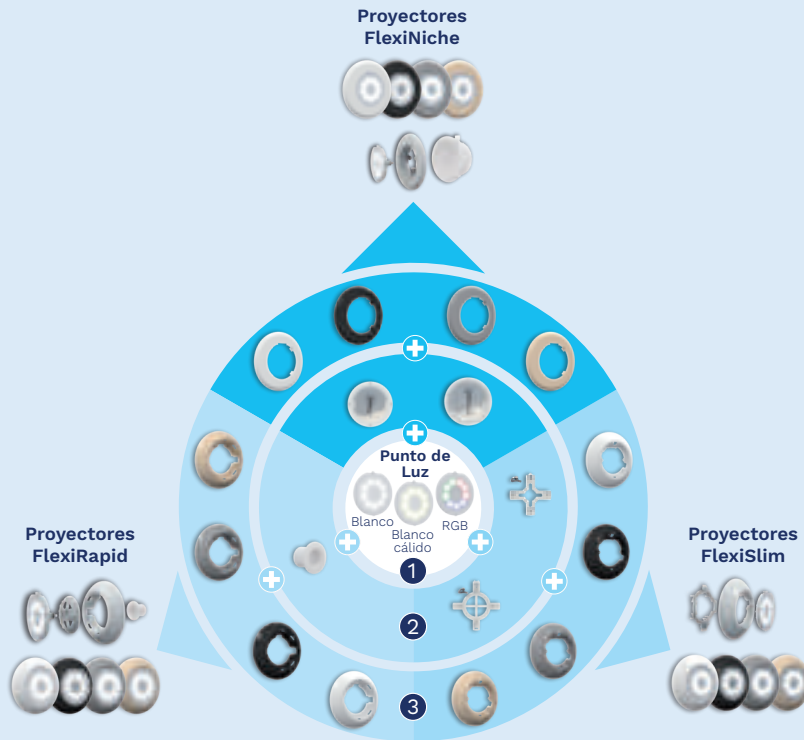 Proyectores
FlexiNiche
Punto de
Luz
Blanco
Blanco
cálido
RGB
Proyectores
FlexiRapid
Proyectores
FlexiSlim
1
2
3